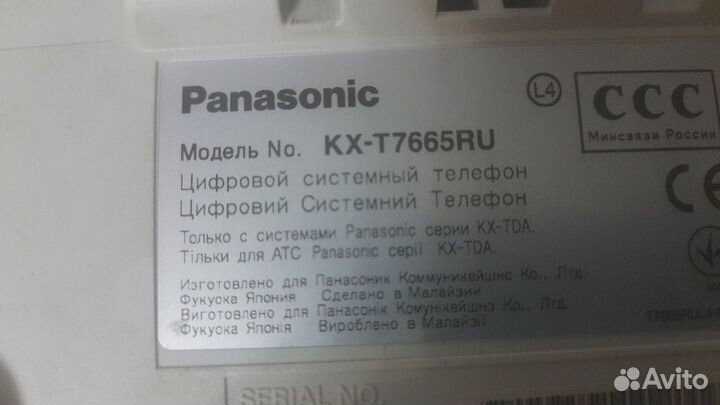 Panasonic
L4
CCC
Минсвязи России
Модель No. KX-T7665RU
Цифровой системный телефон
Цифровий Системний Телефон
CE
Только с системами Panasonic серии KX-TDA.
Тільки для АТС Panasonic серії KX-TDA.
Изготовлено для Панасоник Коммуникейшнс Ко., Лтд.
Фукуока Япония Сделано в Малайзии
Виготовлено для Панасонік Комунікейшнз Ко., Лтд.
Фукуока Японія Вироблено в Малайзії
SERIAL NO.
Avito